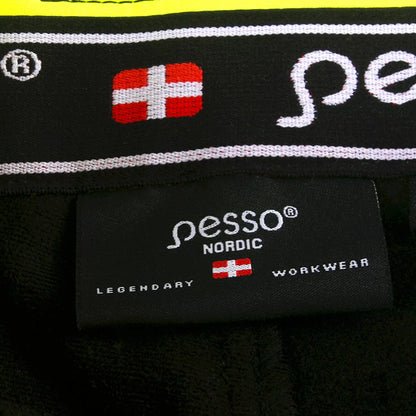 ® pesso
pesso®
NORDIC
LEGENDARY WORKWEAR